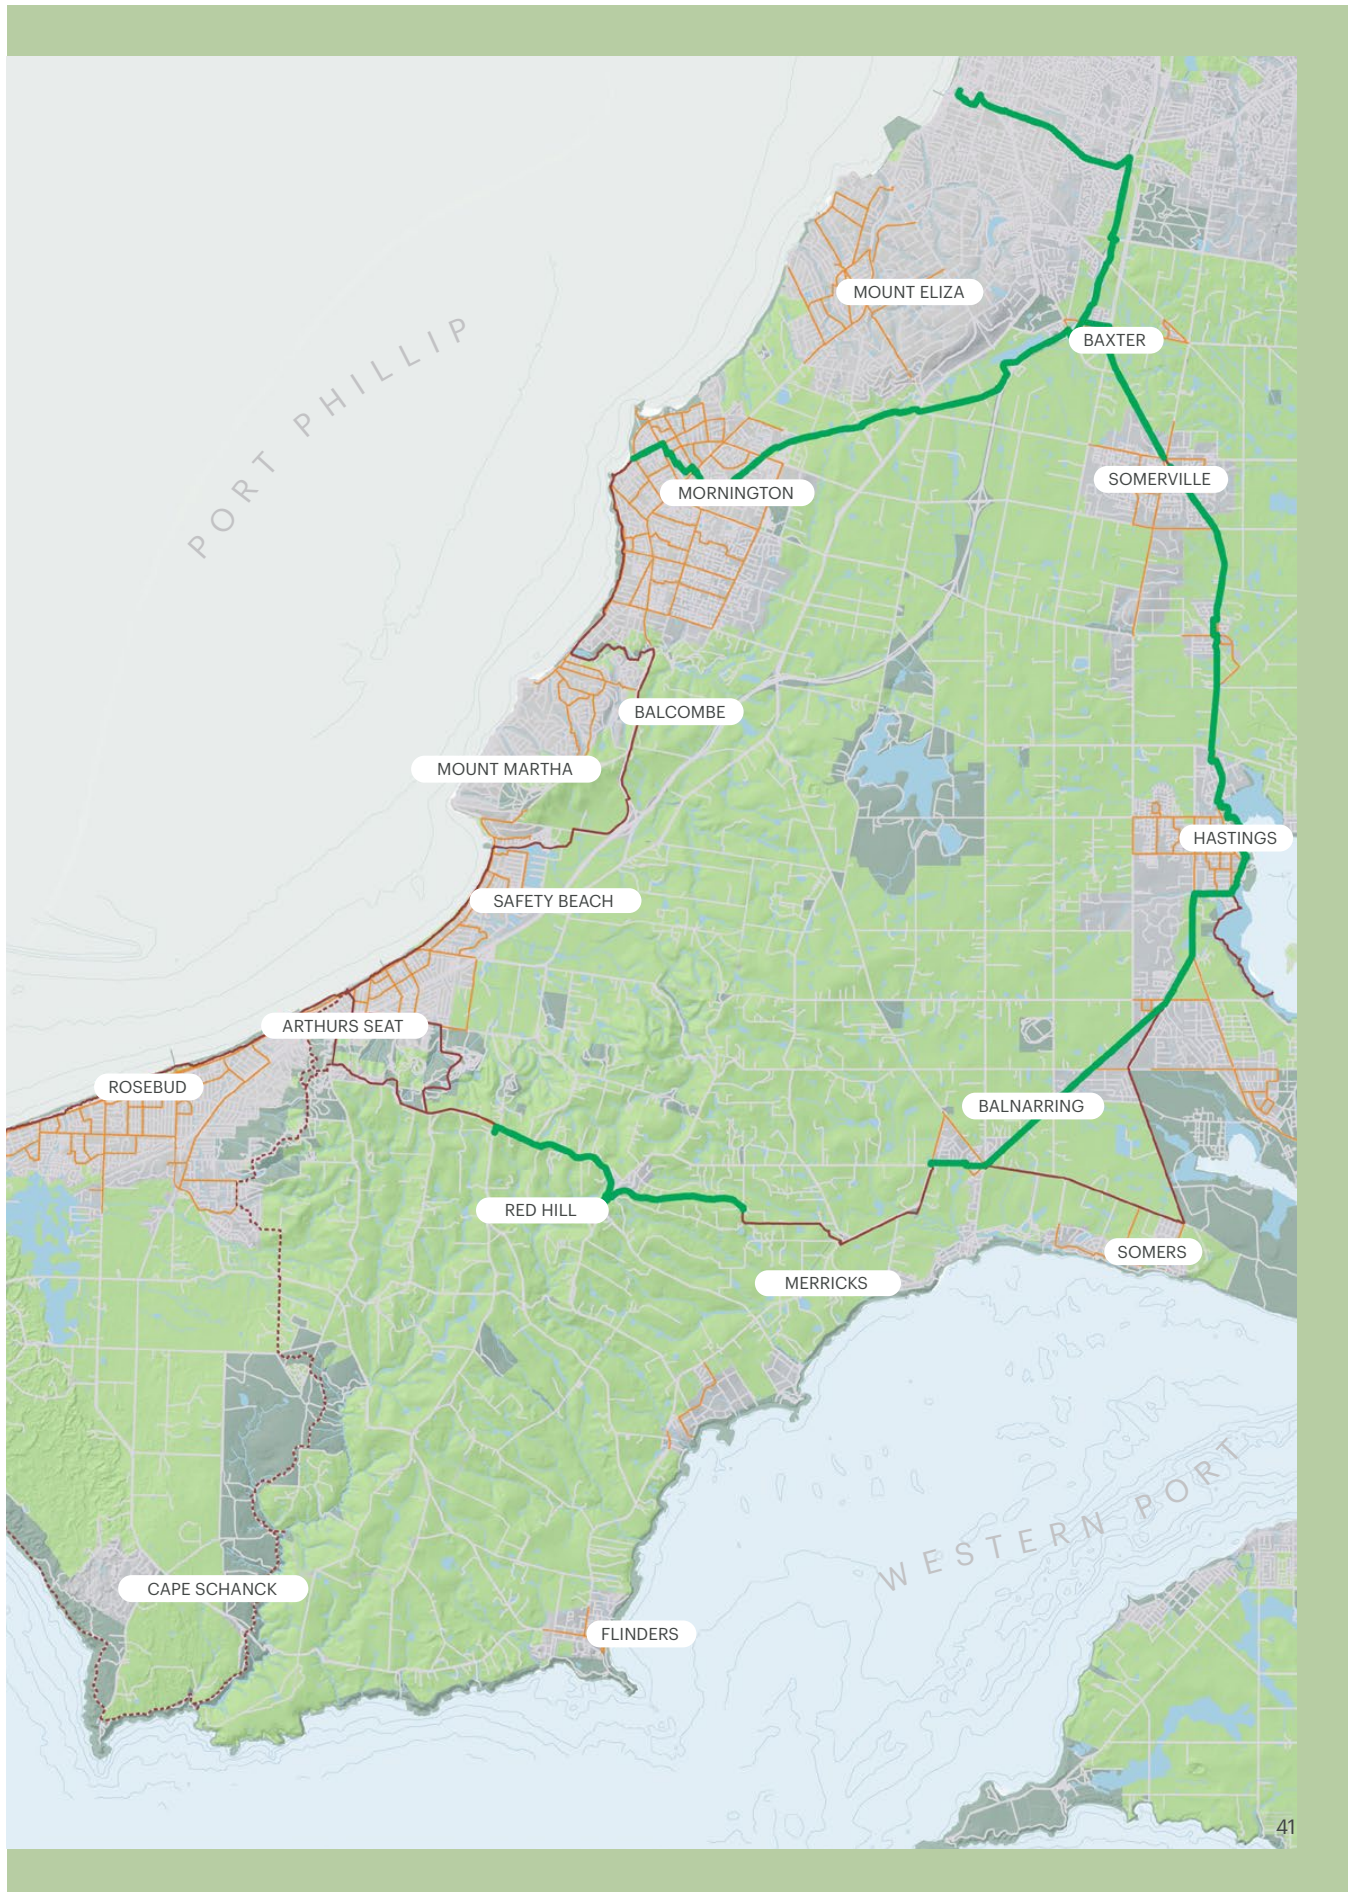 MOUNT ELIZA
PORT PHILLIP
BAXTER
SOMERVILLE
MORNINGTON
BALCOMBE
MOUNT MARTHA
HASTINGS
SAFETY BEACH
ARTHURS SEAT
ROSEBUD
BALNARRING
RED HILL
SOMERS
MERRICKS
WESTERN PORT
CAPE SCHANCK
FLINDERS
41